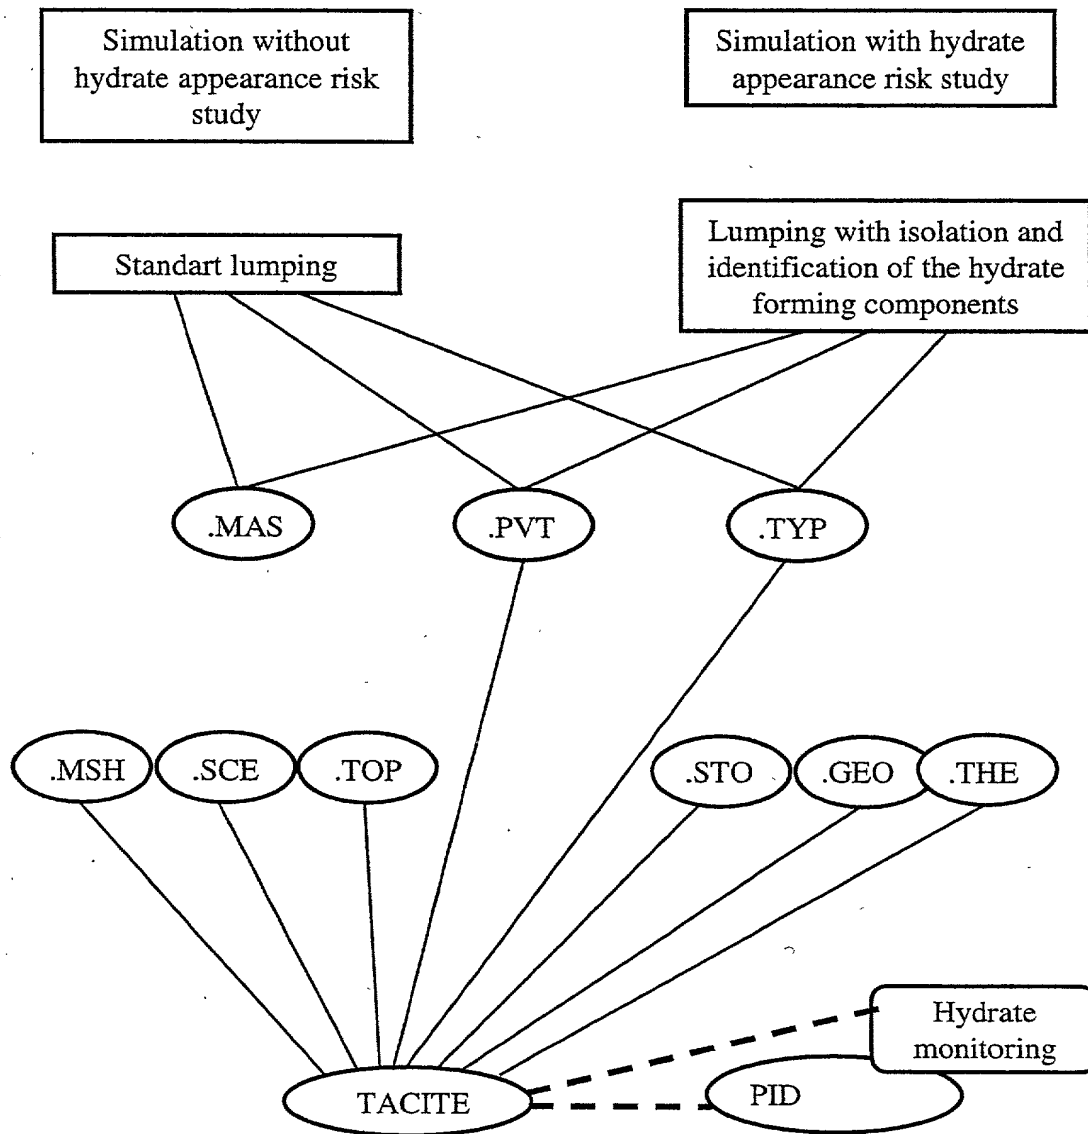 Simulation without
hydrate appearance risk
study
Simulation with hydrate
appearance risk study
Standart lumping
Lumping with isolation and
identification of the hydrate
forming components
.MAS
.PVT
.TYP
.MSH
.SCE
.TOP
.STO
.GEO
.THE
Hydrate
monitoring
TACITE
PID